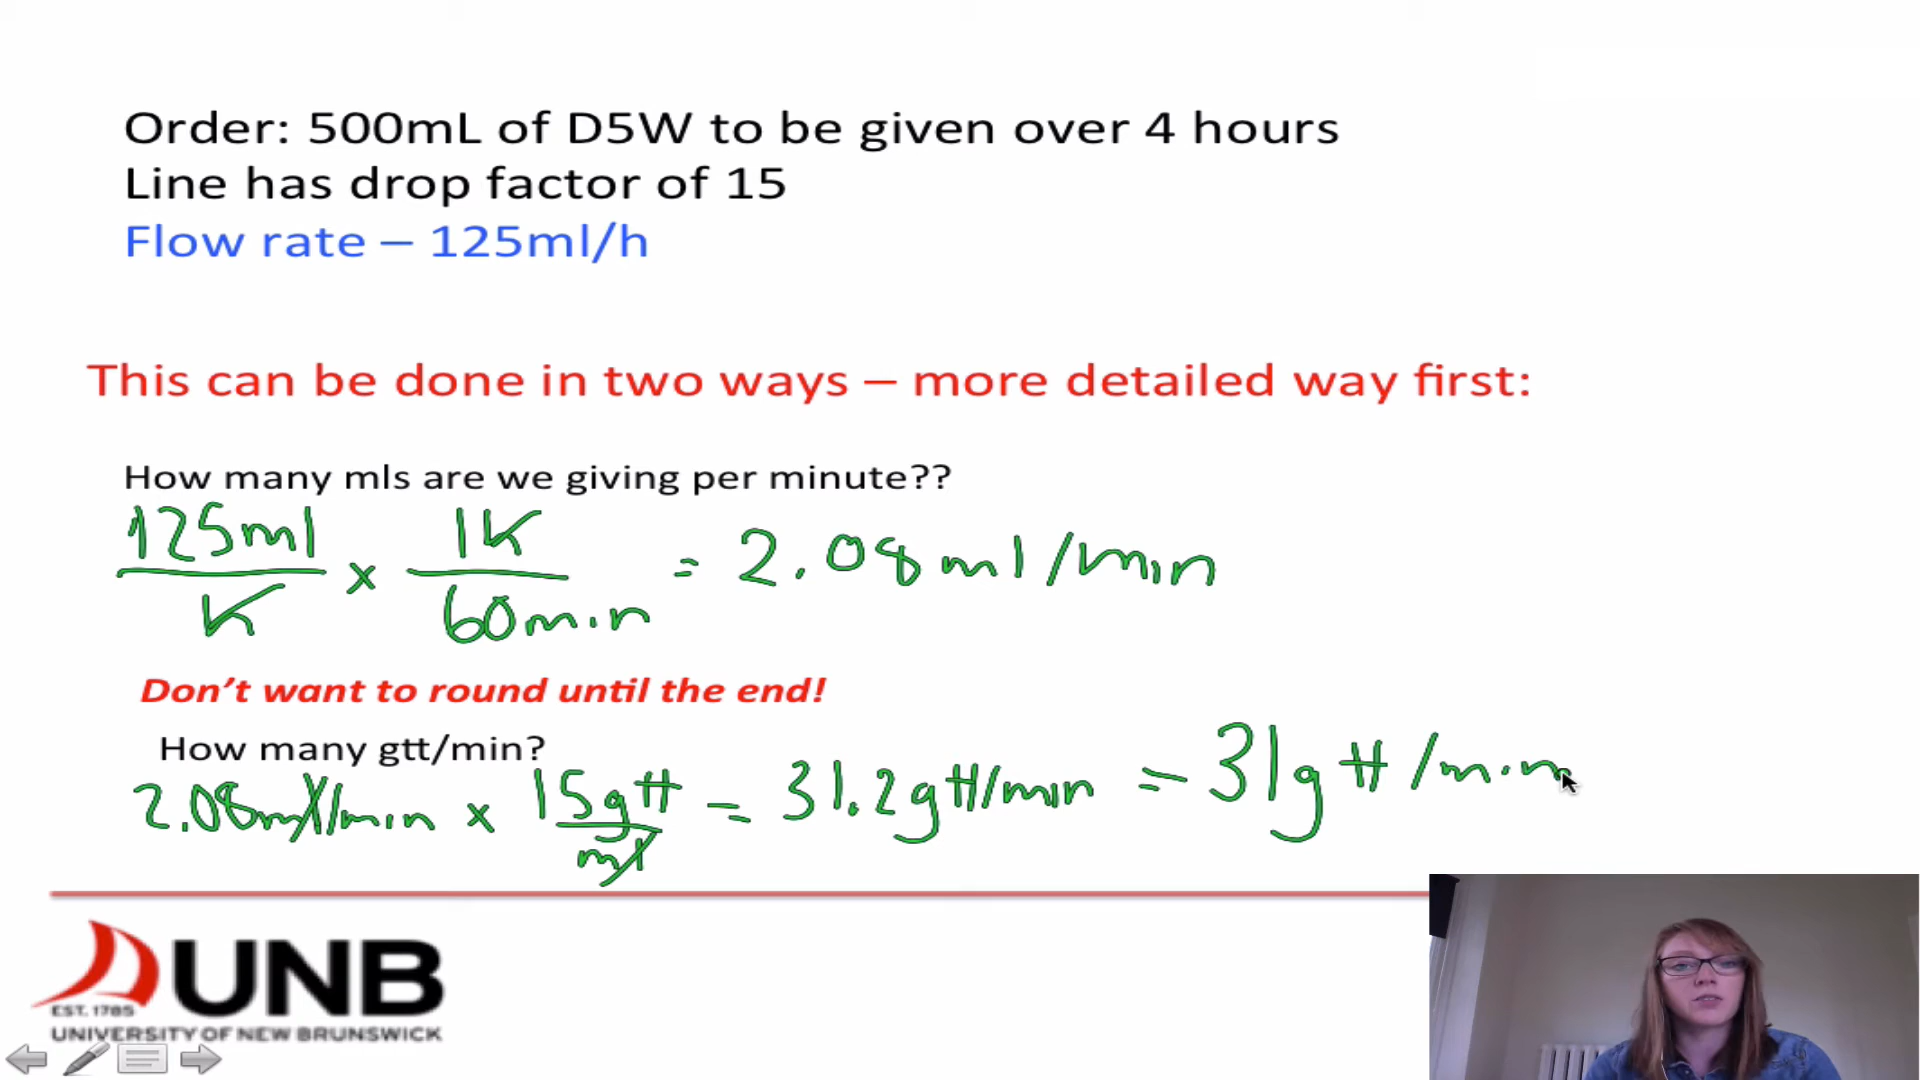 Order: 500mL of D5W to be given over 4 hours
Line has drop factor of 15
Flow rate – 125ml/h
This can be done in two ways – more detailed way first:
How many mls are we giving per minute??
125ml/h x 1h/60min = 2.08ml/min
Don't want to round until the end!
How many gtt/min?
2.08ml/min x 15gtt/ml = 31.2gtt/min = 31gtt/min
UNB
EST. 1785
UNIVERSITY OF NEW BRUNSWICK